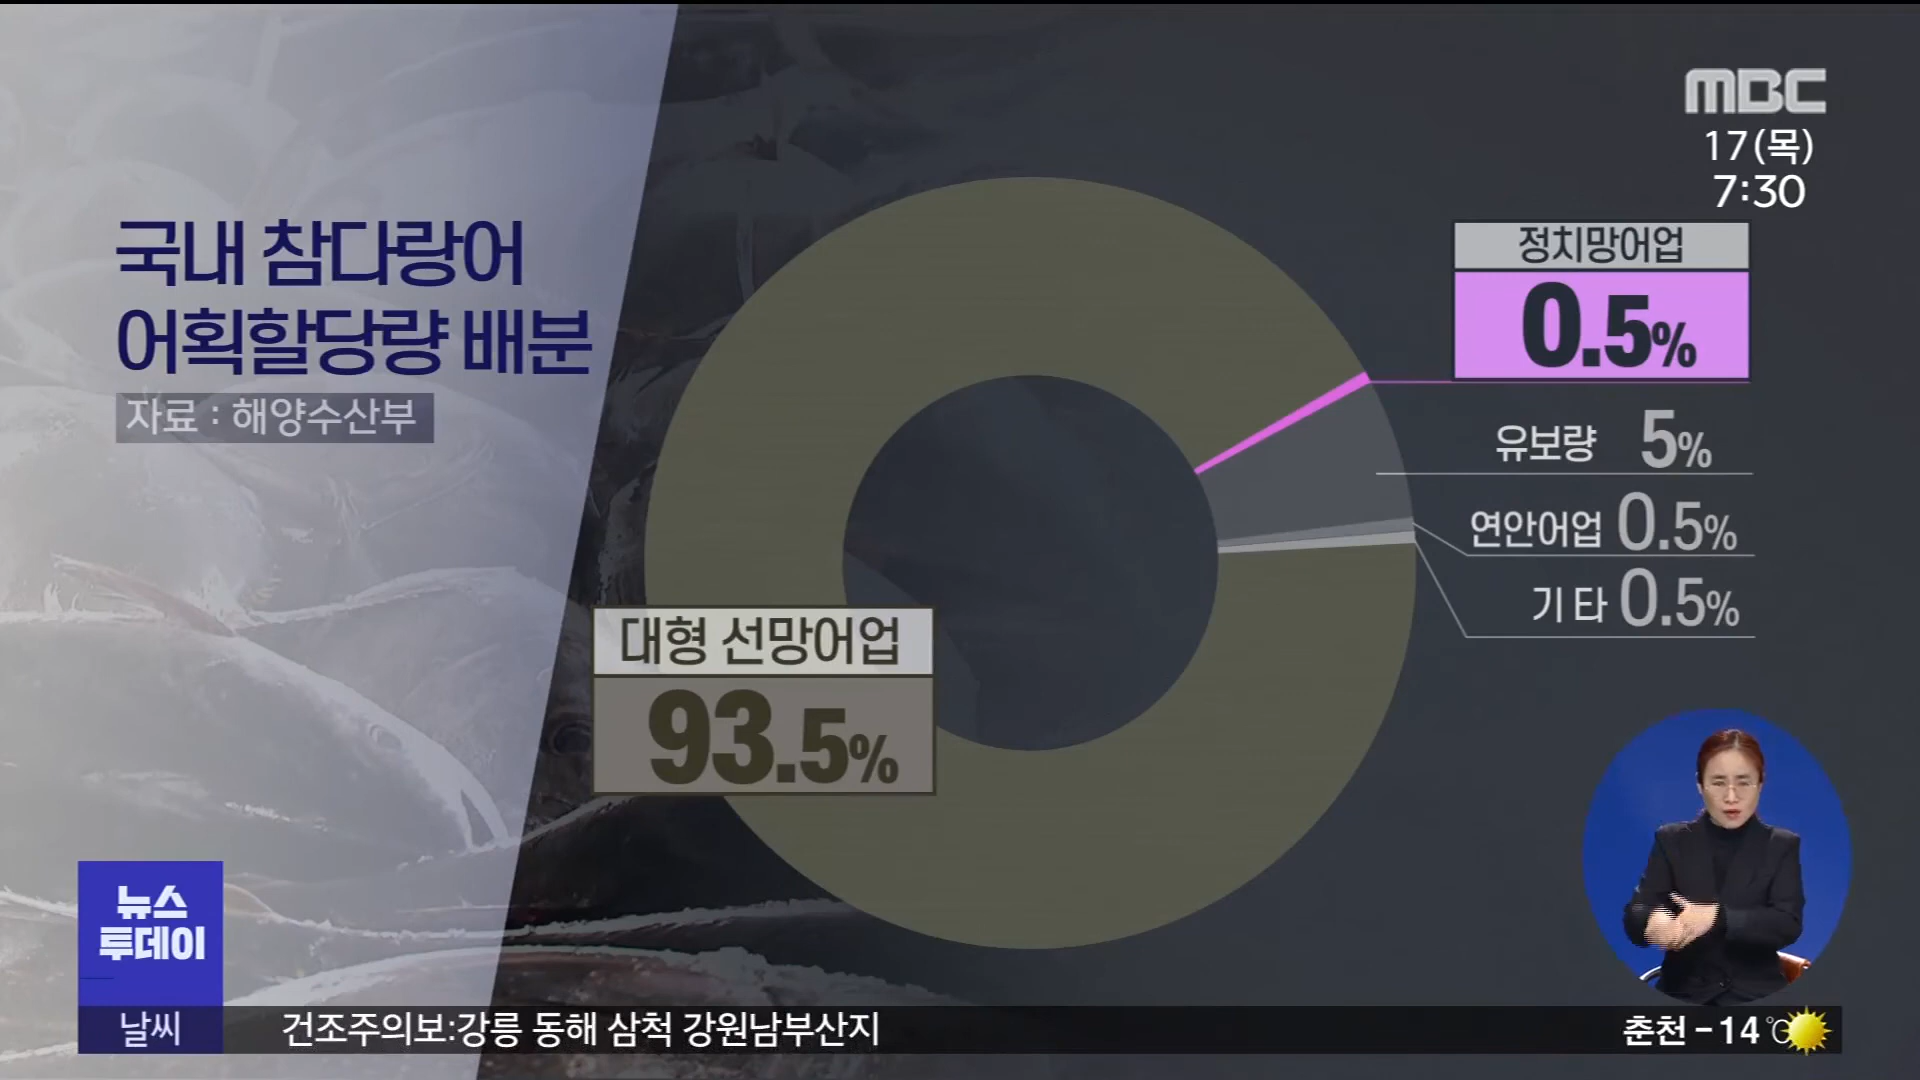 MBC
17(목)
7:30
국내 참다랑어
어획할당량 배분
자료 : 해양수산부
정치망어업
0.5%
유보량 5%
연안어업 0.5%
기타 0.5%
대형 선망어업
93.5%
뉴스
투데이
날씨
건조주의보:강릉 동해 삼척 강원남부산지
춘천 -14℃